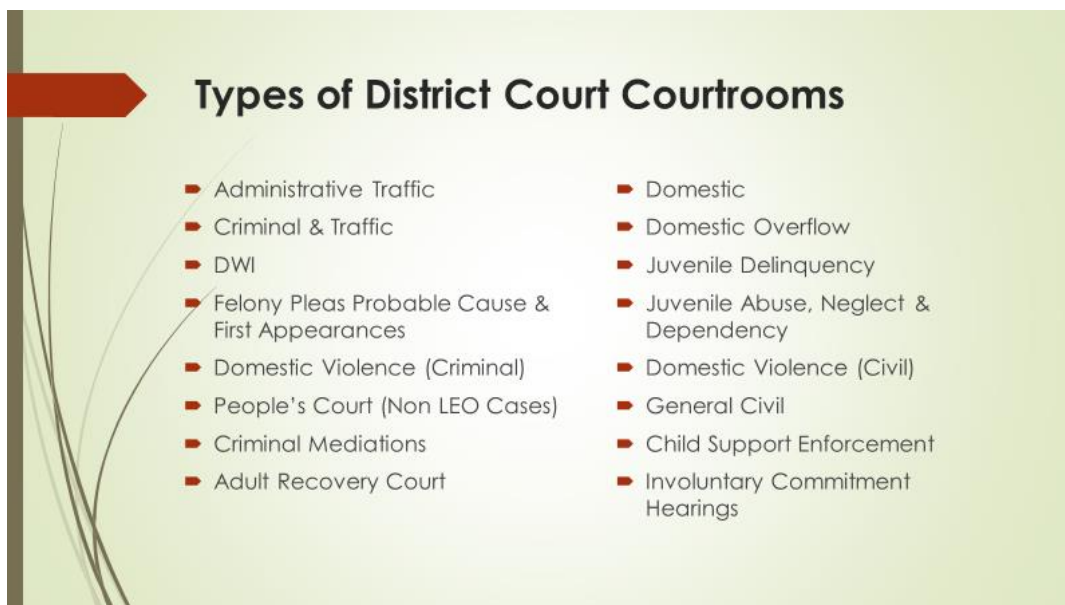 Types of District Court Courtrooms
Administrative Traffic
Criminal & Traffic
DWI
Felony Pleas Probable Cause &
First Appearances
Domestic Violence (Criminal)
People's Court (Non LEO Cases)
Criminal Mediations
Adult Recovery Court
Domestic
Domestic Overflow
Juvenile Delinquency
Juvenile Abuse, Neglect &
Dependency
Domestic Violence (Civil)
General Civil
Child Support Enforcement
Involuntary Commitment
Hearings